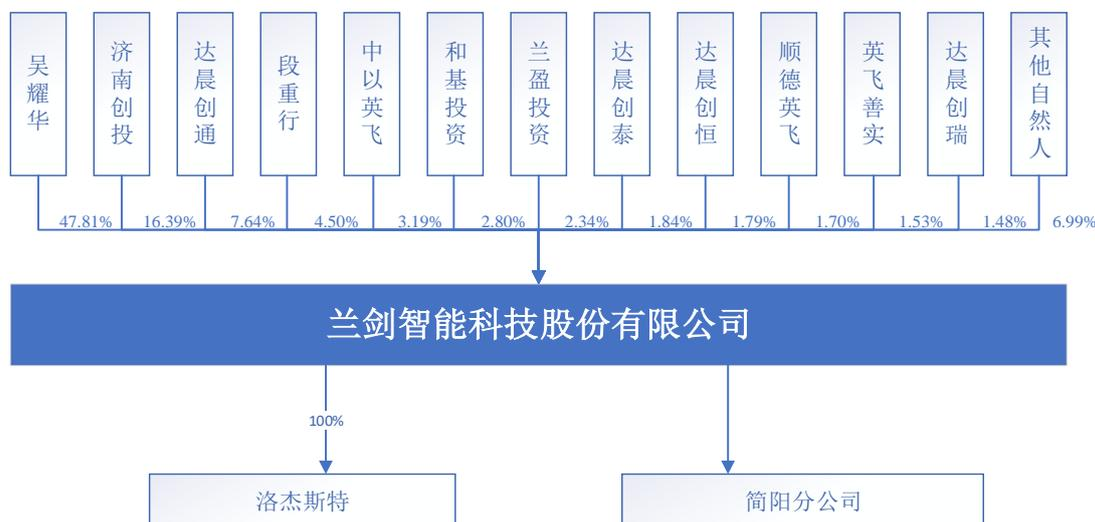 吴耀华
济南创投
达晨创通
段重行
中以英飞
和基投资
兰盈投资
达晨创泰
达晨创恒
顺德英飞
英飞善实
达晨创瑞
其他自然人
47.81%
16.39%
7.64%
4.50%
3.19%
2.80%
2.34%
1.84%
1.79%
1.70%
1.53%
1.48%
6.99%
兰剑智能科技股份有限公司
100%
洛杰斯特
简阳分公司